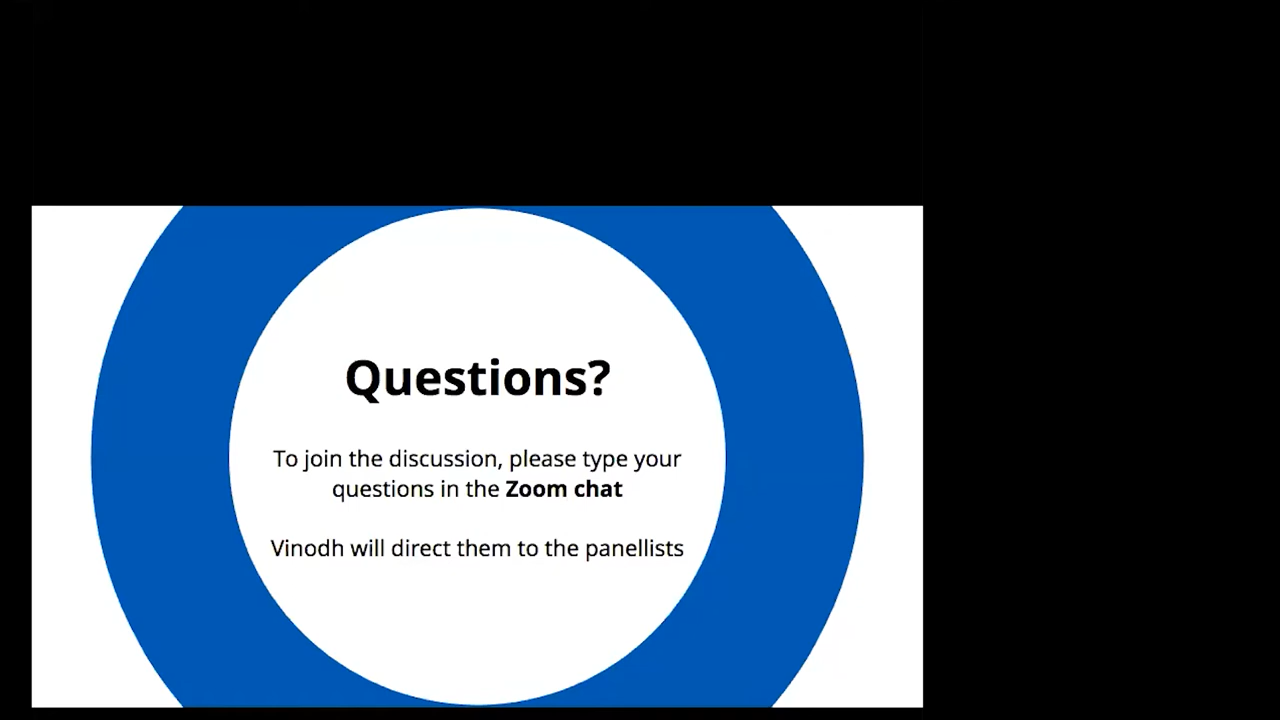 Questions?
To join the discussion, please type your
questions in the Zoom chat
Vinodh will direct them to the panellists